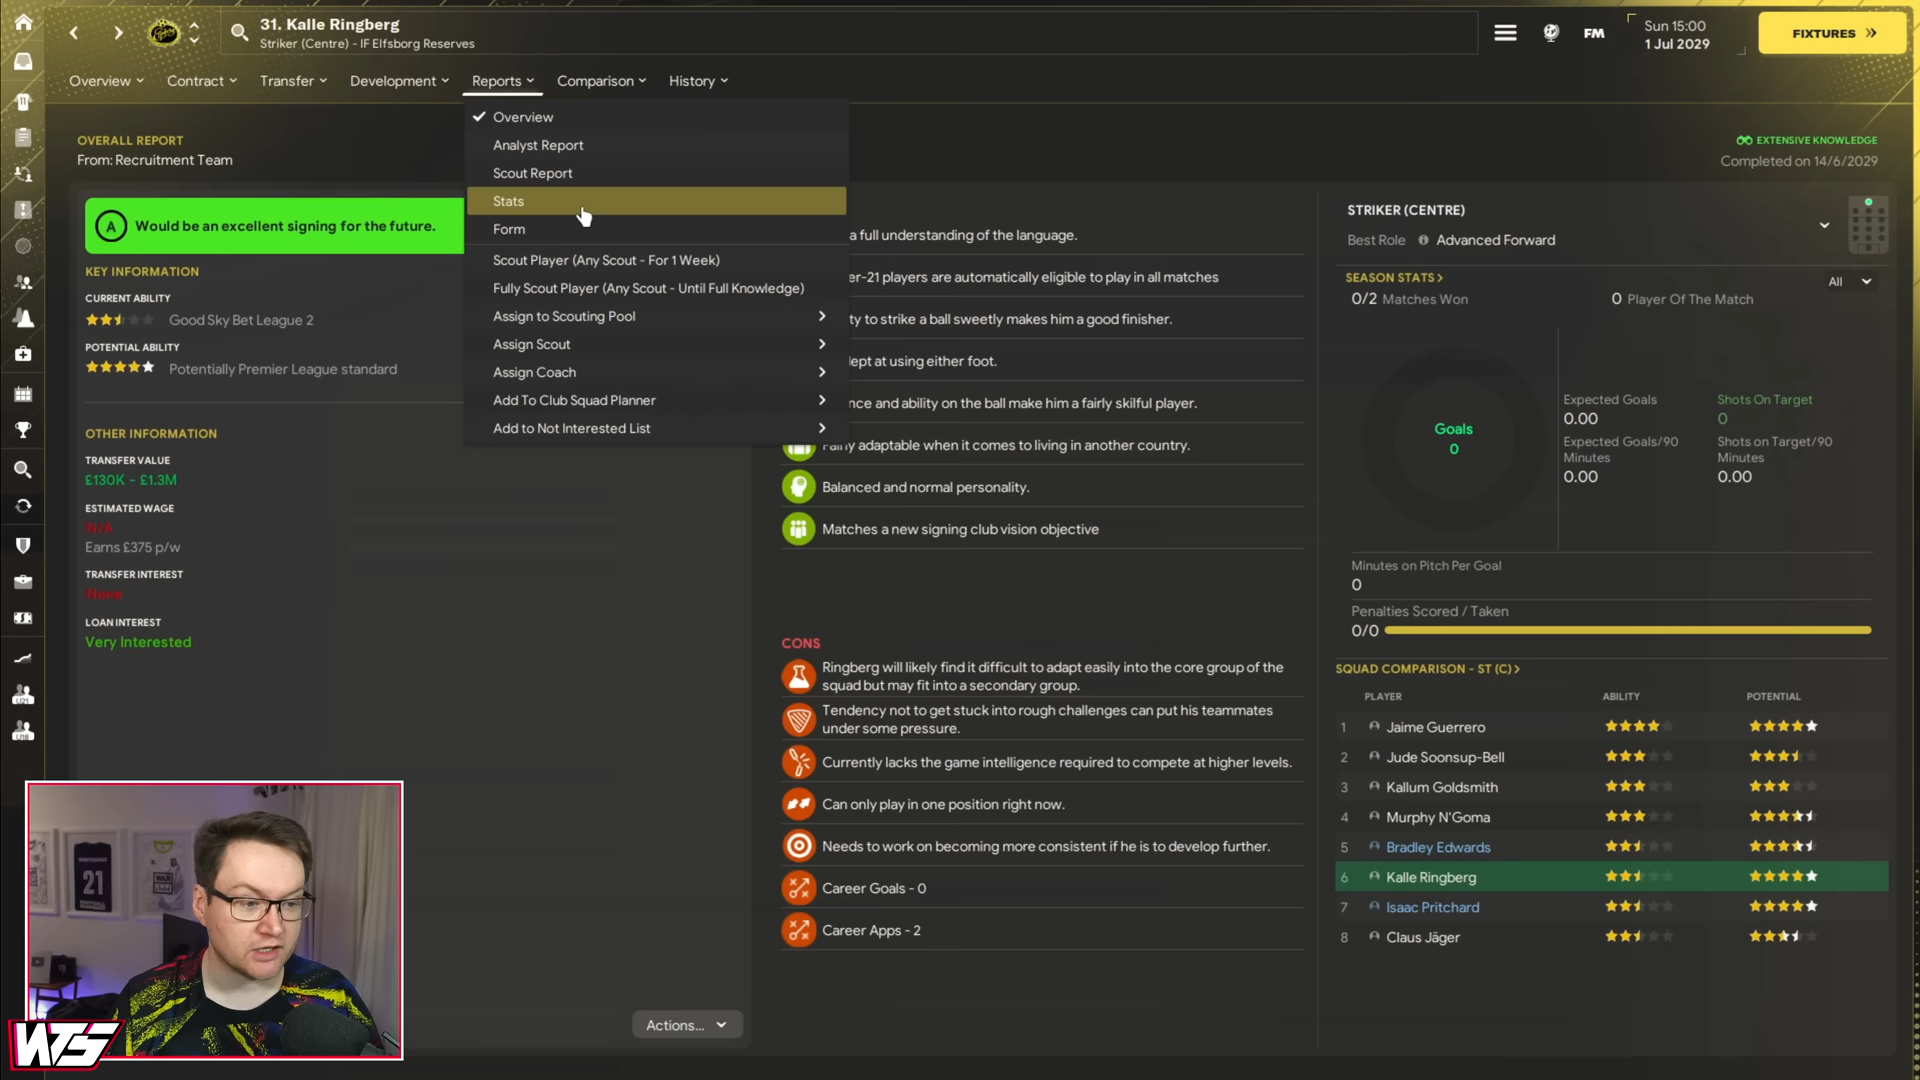 31. Kalle Ringberg
Striker (Centre) - IF Elfsborg Reserves
FM
Sun 15:00
1 Jul 2029
FIXTURES
Overview
Contract
Transfer
Development
Reports
Comparison
History
OVERALL REPORT
From: Recruitment Team
EXTENSIVE KNOWLEDGE
Completed on 14/6/2029
Overview
Analyst Report
Scout Report
Stats
Form
Scout Player (Any Scout - For 1 Week)
Fully Scout Player (Any Scout - Until Full Knowledge)
Assign to Scouting Pool
Assign Scout
Assign Coach
Add To Club Squad Planner
Add to Not Interested List
A Would be an excellent signing for the future.
KEY INFORMATION
CURRENT ABILITY
Good Sky Bet League 2
POTENTIAL ABILITY
Potentially Premier League standard
OTHER INFORMATION
TRANSFER VALUE
£130K - £1.3M
ESTIMATED WAGE
N/A
Earns £375 p/w
TRANSFER INTEREST
None
LOAN INTEREST
Very Interested
a full understanding of the language.
er-21 players are automatically eligible to play in all matches
ty to strike a ball sweetly makes him a good finisher.
lept at using either foot.
nce and ability on the ball make him a fairly skilful player.
Fairly adaptable when it comes to living in another country.
Balanced and normal personality.
Matches a new signing club vision objective
CONS
Ringberg will likely find it difficult to adapt easily into the core group of the
squad but may fit into a secondary group.
Tendency not to get stuck into rough challenges can put his teammates
under some pressure.
Currently lacks the game intelligence required to compete at higher levels.
Can only play in one position right now.
Needs to work on becoming more consistent if he is to develop further.
Career Goals - 0
Career Apps - 2
Actions...
STRIKER (CENTRE)
Best Role Advanced Forward
SEASON STATS
All
0/2 Matches Won
0 Player Of The Match
Goals
0
Expected Goals
0.00
Shots On Target
0
Expected Goals/90
Minutes
0.00
Shots on Target/90
Minutes
0.00
Minutes on Pitch Per Goal
0
Penalties Scored / Taken
0/0
SQUAD COMPARISON - ST (C)
PLAYER ABILITY POTENTIAL
1 Jaime Guerrero
2 Jude Soonsup-Bell
3 Kallum Goldsmith
4 Murphy N'Goma
5 Bradley Edwards
6 Kalle Ringberg
7 Isaac Pritchard
8 Claus Jäger
U21
U18
21
WTS